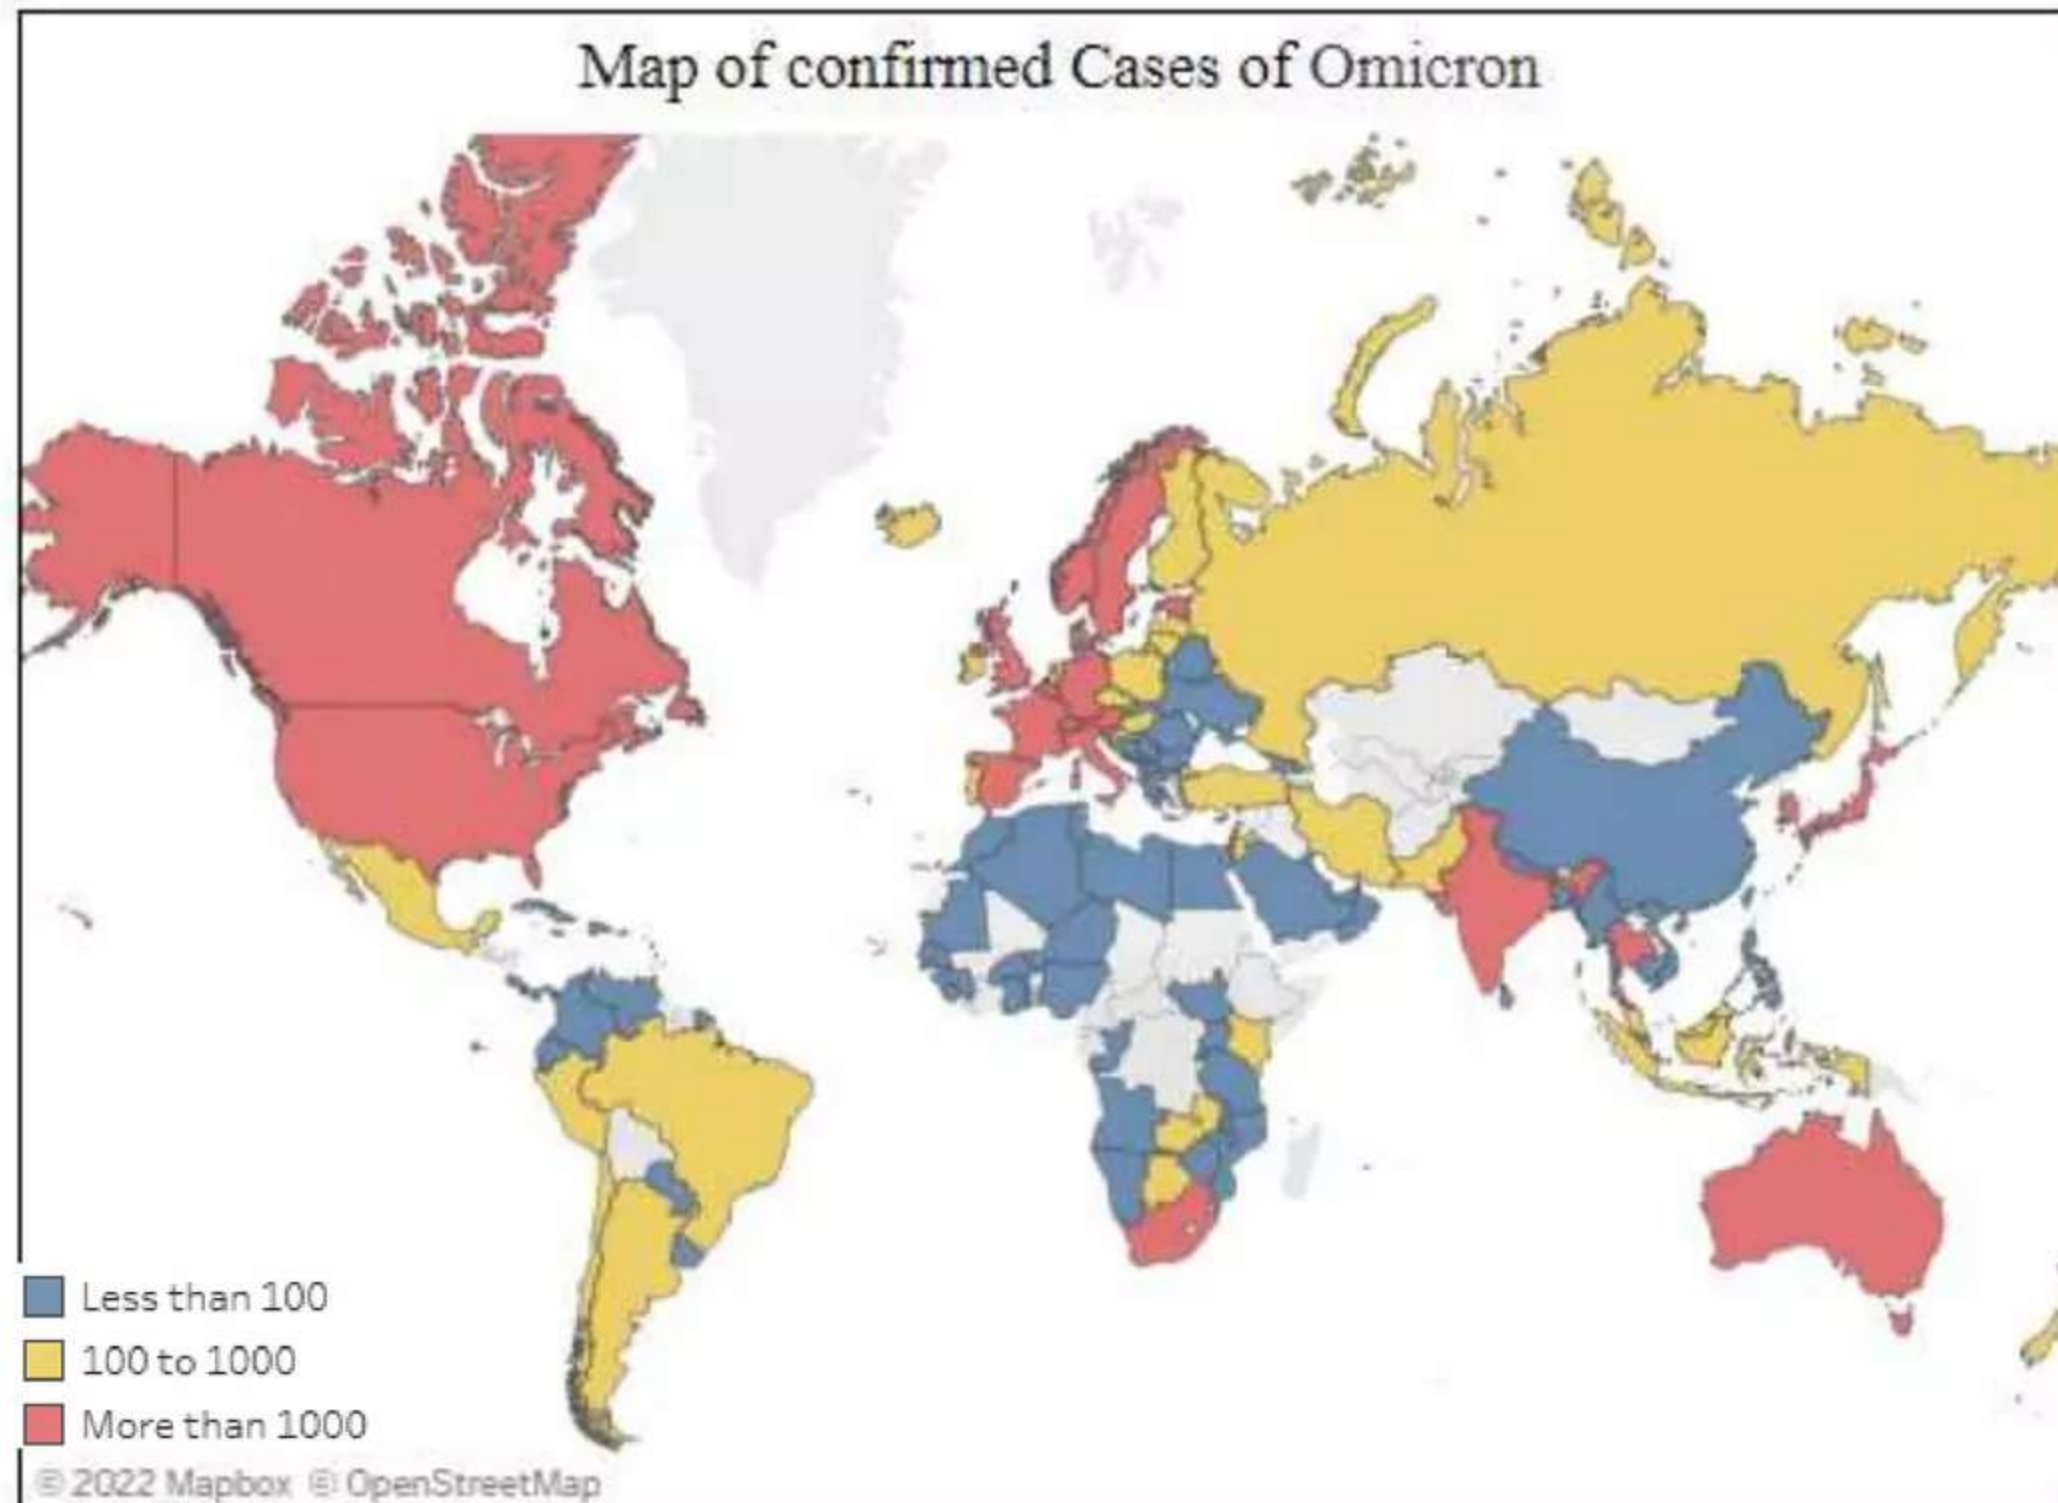 Map of confirmed Cases of Omicron
Less than 100
100 to 1000
More than 1000
© 2022 Mapbox © OpenStreetMap